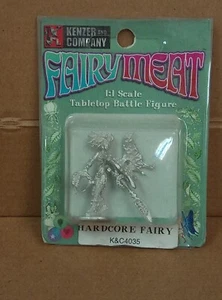 KENZER AND
COMPANY
FAIRY MEAT
1:1 Scale
Tabletop Battle Figure
HARDCORE FAIRY
K&C4035